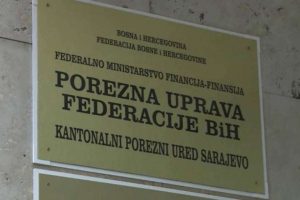 BOSNA I HERCEGOVINA
FEDERACIJA BOSNE I HERCEGOVINE
FEDERALNO MINISTARSTVO FINANCIJA-FINANSIJA
POREZNA UPRAVA
FEDERACIJE BiH
KANTONALNI POREZNI URED SARAJEVO